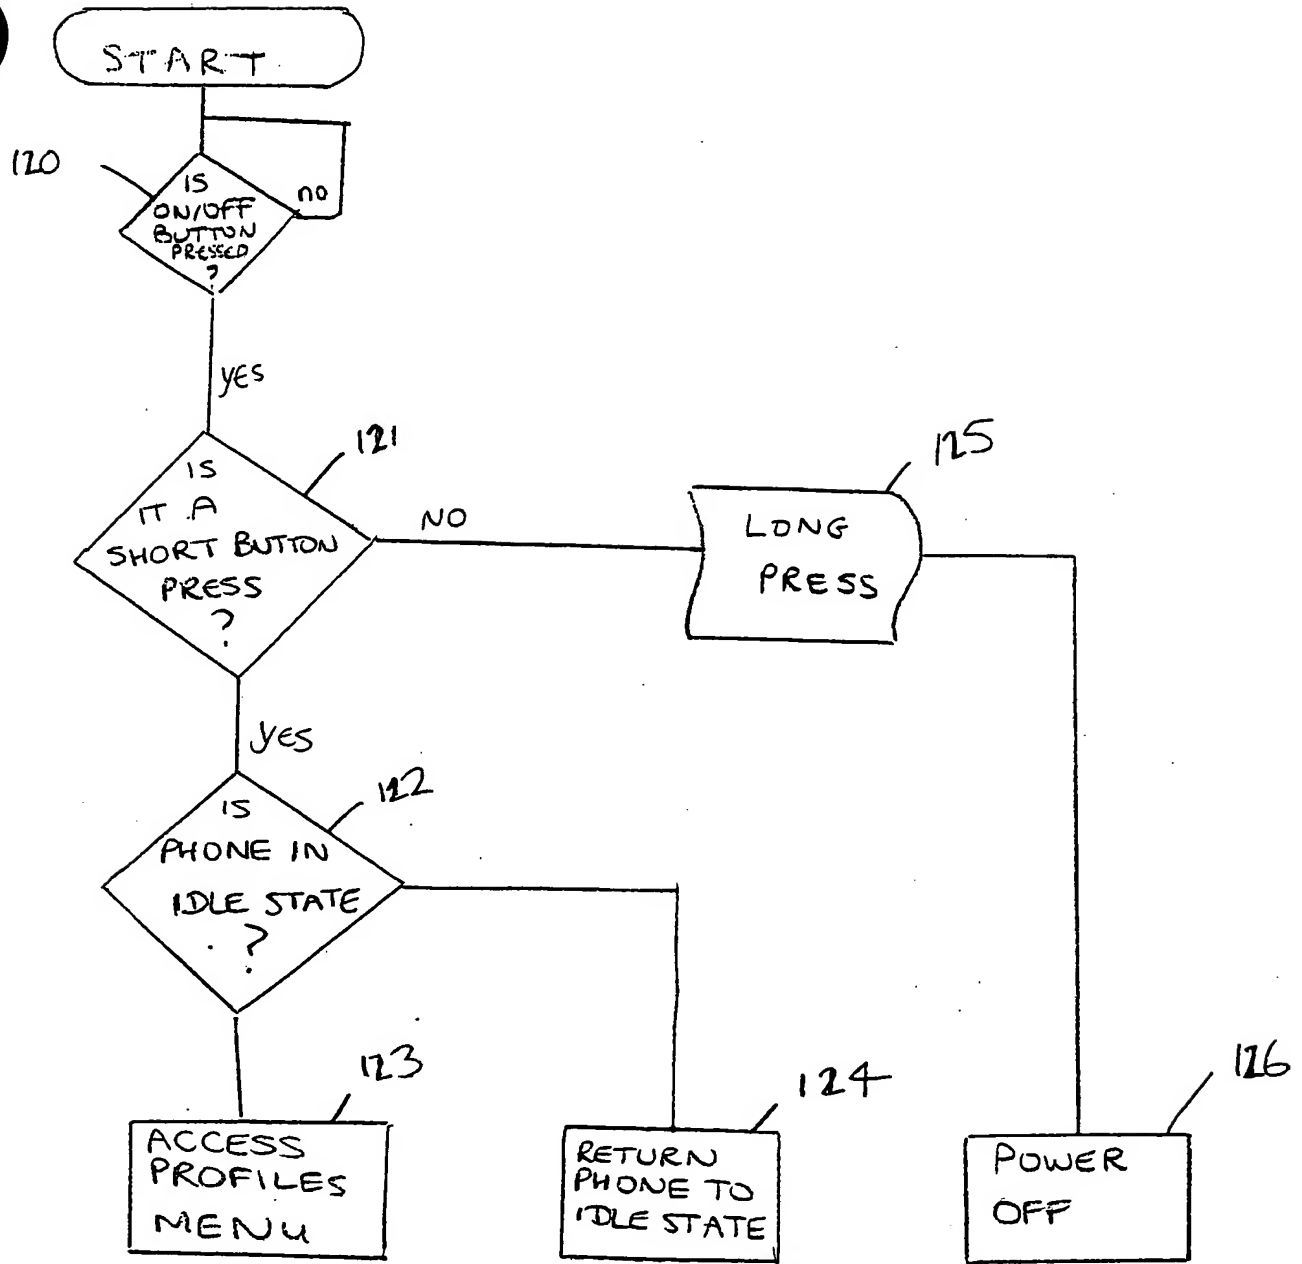 START
120
IS
ON/OFF
BUTTON
PRESSED
?
no
yes
121
IS
IT A
SHORT BUTTON
PRESS
?
NO
125
LONG
PRESS
yes
122
IS
PHONE IN
IDLE STATE
?
123
ACCESS
PROFILES
MENU
124
RETURN
PHONE TO
IDLE STATE
126
POWER
OFF